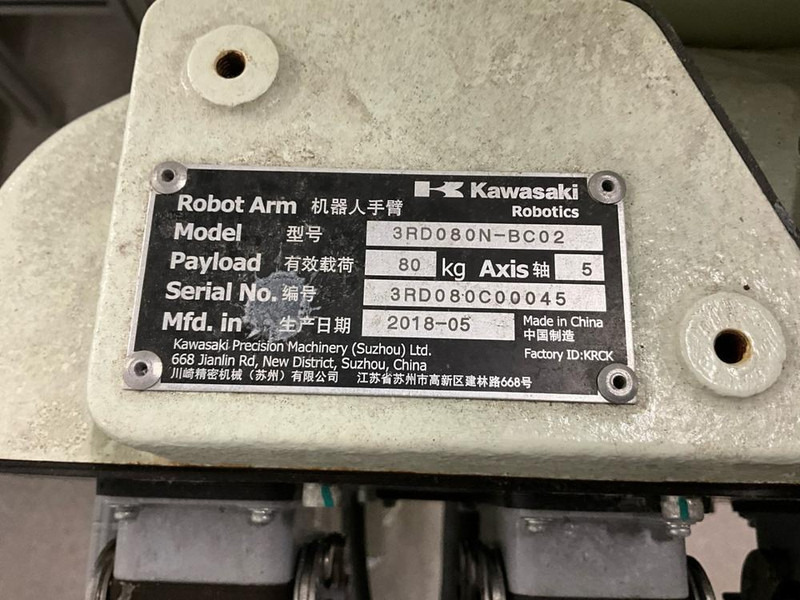 Kawasaki
Robotics
Robot Arm 机器人手臂
Model 型号 3RD080N-BC02
Payload 有效载荷 80 kg Axis 轴 5
Serial No. 编号 3RD080C00045
Mfd. in 生产日期 2018-05 Made in China
中国制造
Kawasaki Precision Machinery (Suzhou) Ltd.
668 Jianlin Rd, New District, Suzhou, China Factory ID:KRCK
川崎精密机械（苏州）有限公司 江苏省苏州市高新区建林路668号